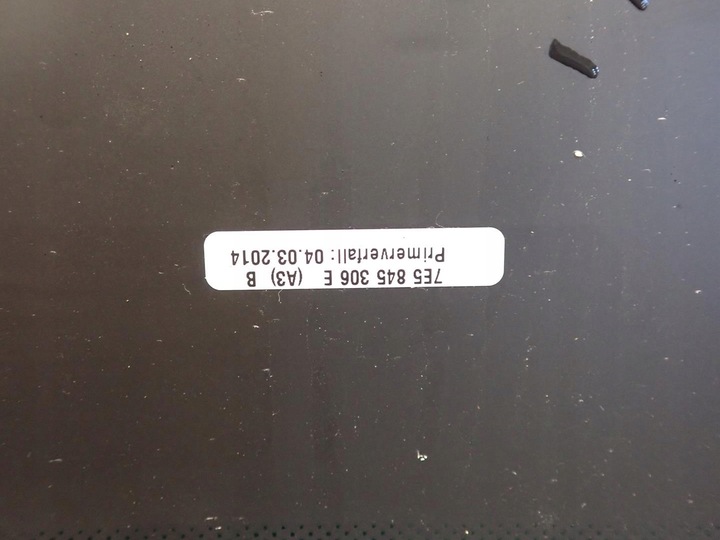 7E5 845 306 E (A3) B
Primerverfall: 04.03.2014